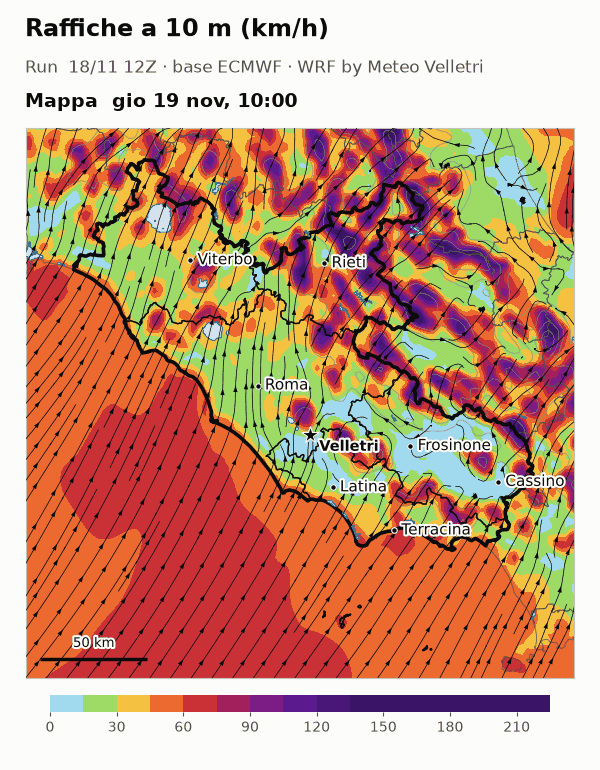 Raffiche a 10 m (km/h)
Run  18/11 12Z · base ECMWF · WRF by Meteo Velletri
Mappa  gio 19 nov, 10:00
Viterbo
Rieti
Roma
Velletri
Frosinone
Cassino
Latina
Terracina
50 km
0 30 60 90 120 150 180 210